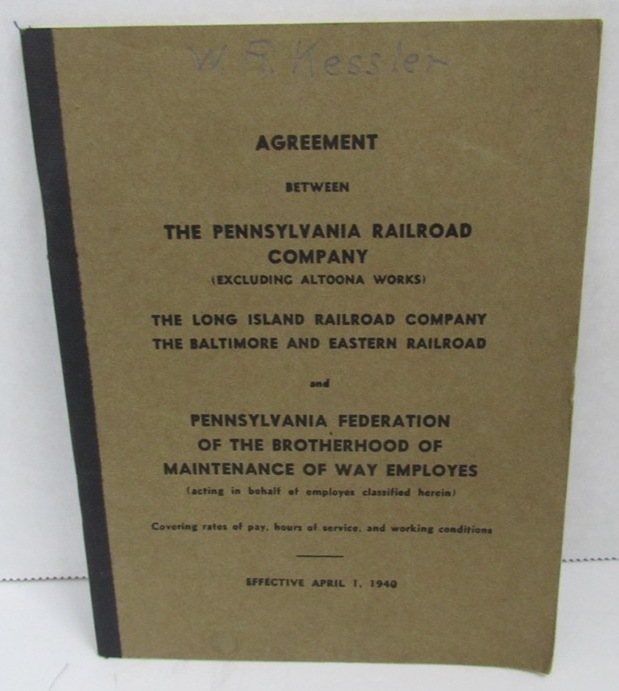 W. R. Kessler
AGREEMENT
BETWEEN
THE PENNSYLVANIA RAILROAD
COMPANY
(EXCLUDING ALTOONA WORKS)
THE LONG ISLAND RAILROAD COMPANY
THE BALTIMORE AND EASTERN RAILROAD
and
PENNSYLVANIA FEDERATION
OF THE BROTHERHOOD OF
MAINTENANCE OF WAY EMPLOYES
(acting in behalf of employes classified herein)
Covering rates of pay, hours of service, and working conditions
EFFECTIVE APRIL 1, 1940